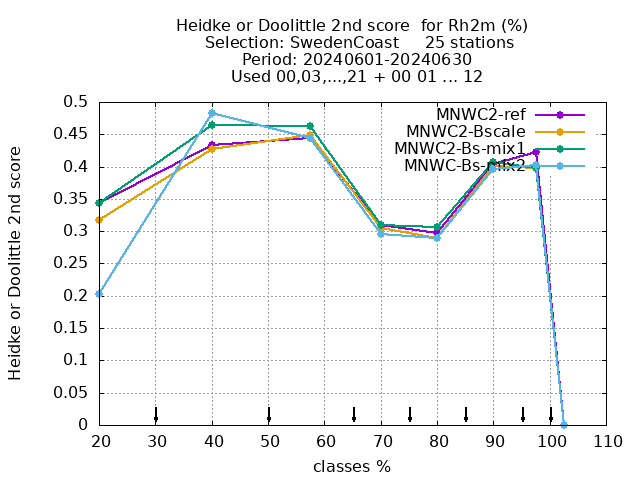 Heidke or Doolittle 2nd score  for Rh2m (%)
Selection: SwedenCoast     25 stations
Period: 20240601-20240630
Used 00,03,...,21 + 00 01 ... 12
Heidke or Doolittle 2nd score
0.5
0.45
0.4
0.35
0.3
0.25
0.2
0.15
0.1
0.05
0
MNWC2-ref
MNWC2-Bscale
MNWC2-Bs-mix1
MNWC-Bs-mix2
20 30 40 50 60 70 80 90 100 110
classes %